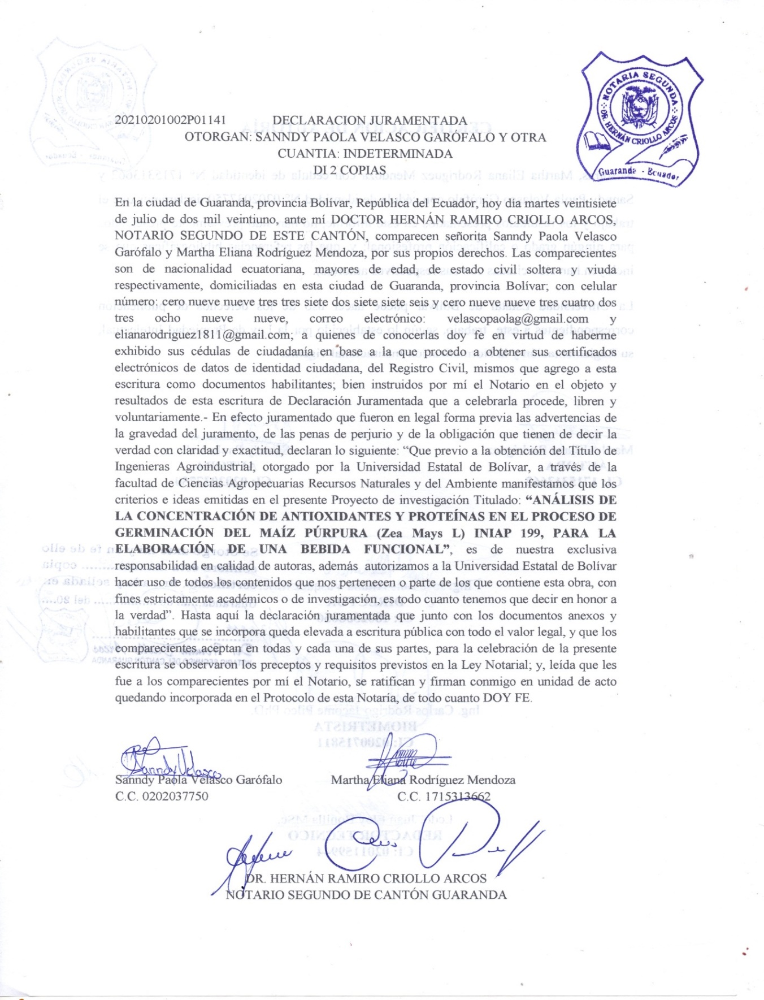 NOTARIA SEGUNDA
DR. HERNÁN CRIOLLO ARCOS
Guaranda - Ecuador
20210201002P01141 DECLARACION JURAMENTADA
OTORGAN: SANNDY PAOLA VELASCO GARÓFALO Y OTRA
CUANTIA: INDETERMINADA
DI 2 COPIAS
En la ciudad de Guaranda, provincia Bolívar, República del Ecuador, hoy día martes veintisiete
de julio de dos mil veintiuno, ante mí DOCTOR HERNÁN RAMIRO CRIOLLO ARCOS,
NOTARIO SEGUNDO DE ESTE CANTÓN, comparecen señorita Sanndy Paola Velasco
Garófalo y Martha Eliana Rodríguez Mendoza, por sus propios derechos. Las comparecientes
son de nacionalidad ecuatoriana, mayores de edad, de estado civil soltera y viuda
respectivamente, domiciliadas en esta ciudad de Guaranda, provincia Bolívar; con celular
número: cero nueve nueve tres tres siete dos siete siete seis y cero nueve nueve tres cuatro dos
tres ocho nueve nueve, correo electrónico: velascopaolag@gmail.com y
elianarodriguez1811@gmail.com; a quienes de conocerlas doy fe en virtud de haberme
exhibido sus cédulas de ciudadanía en base a la que procedo a obtener sus certificados
electrónicos de datos de identidad ciudadana, del Registro Civil, mismos que agrego a esta
escritura como documentos habilitantes; bien instruidos por mí el Notario en el objeto y
resultados de esta escritura de Declaración Juramentada que a celebrarla procede, libren y
voluntariamente.- En efecto juramentado que fueron en legal forma previa las advertencias de
la gravedad del juramento, de las penas de perjurio y de la obligación que tienen de decir la
verdad con claridad y exactitud, declaran lo siguiente: “Que previo a la obtención del Título de
Ingenieras Agroindustrial, otorgado por la Universidad Estatal de Bolívar, a través de la
facultad de Ciencias Agropecuarias Recursos Naturales y del Ambiente manifestamos que los
criterios e ideas emitidas en el presente Proyecto de investigación Titulado: “ANÁLISIS DE
LA CONCENTRACIÓN DE ANTIOXIDANTES Y PROTEÍNAS EN EL PROCESO DE
GERMINACIÓN DEL MAÍZ PÚRPURA (Zea Mays L) INIAP 199, PARA LA
ELABORACIÓN DE UNA BEBIDA FUNCIONAL”, es de nuestra exclusiva
responsabilidad en calidad de autoras, además autorizamos a la Universidad Estatal de Bolívar
hacer uso de todos los contenidos que nos pertenecen o parte de los que contiene esta obra, con
fines estrictamente académicos o de investigación, es todo cuanto tenemos que decir en honor a
la verdad”. Hasta aquí la declaración juramentada que junto con los documentos anexos y
habilitantes que se incorpora queda elevada a escritura pública con todo el valor legal, y que los
comparecientes aceptan en todas y cada una de sus partes, para la celebración de la presente
escritura se observaron los preceptos y requisitos previstos en la Ley Notarial; y, leída que les
fue a los comparecientes por mí el Notario, se ratifican y firman conmigo en unidad de acto
quedando incorporada en el Protocolo de esta Notaría, de todo cuanto DOY FE.
Sanndy Velasco
Sanndy Paola Velasco Garófalo Martha Eliana Rodríguez Mendoza
C.C. 0202037750 C.C. 1715313662
DR. HERNÁN RAMIRO CRIOLLO ARCOS
NOTARIO SEGUNDO DE CANTÓN GUARANDA